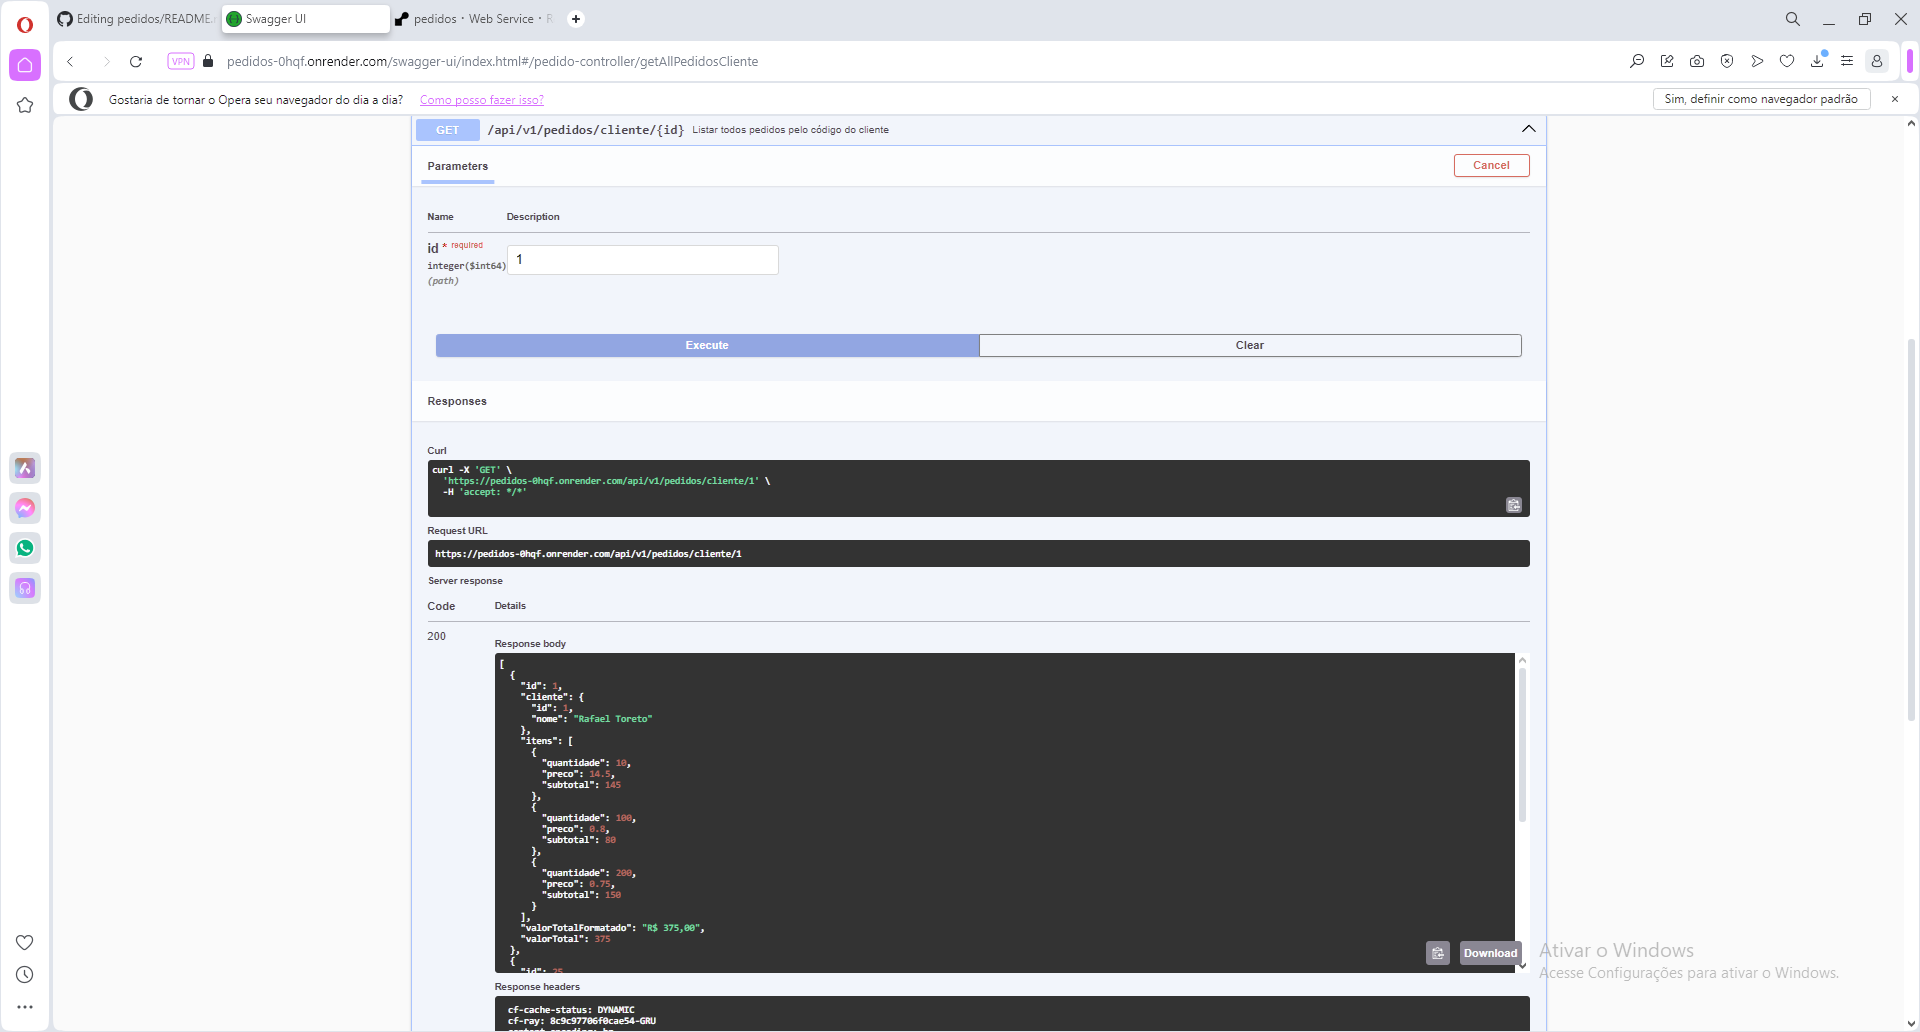 Editing pedidos/README.
Swagger UI
pedidos · Web Service ·
VPN
pedidos-0hqf.onrender.com/swagger-ui/index.html#/pedido-controller/getAllPedidosCliente
Gostaria de tornar o Opera seu navegador do dia a dia? Como posso fazer isso?
Sim, definir como navegador padrão
GET /api/v1/pedidos/cliente/{id} Listar todos pedidos pelo código do cliente
Parameters
Cancel
Name Description
id * required
integer($int64)
(path)
1
Execute
Clear
Responses
Curl
curl -X 'GET' \
'https://pedidos-0hqf.onrender.com/api/v1/pedidos/cliente/1' \
-H 'accept: */*'
Request URL
https://pedidos-0hqf.onrender.com/api/v1/pedidos/cliente/1
Server response
Code Details
200
Response body
[
{
"id": 1,
"cliente": {
"id": 1,
"nome": "Rafael Toreto"
},
"itens": [
{
"quantidade": 10,
"preco": 14.5,
"subtotal": 145
},
{
"quantidade": 100,
"preco": 0.8,
"subtotal": 80
},
{
"quantidade": 200,
"preco": 0.75,
"subtotal": 150
}
],
"valorTotalFormatado": "R$ 375,00",
"valorTotal": 375
},
{
"id": 25
Download
Ativar o Windows
Acesse Configurações para ativar o Windows.
Response headers
cf-cache-status: DYNAMIC
cf-ray: 8c9c97706f0cae54-GRU